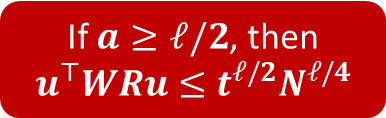 If a ≥ ℓ/2, then
u⊤WRu ≤ t^{ℓ/2}N^{ℓ/4}